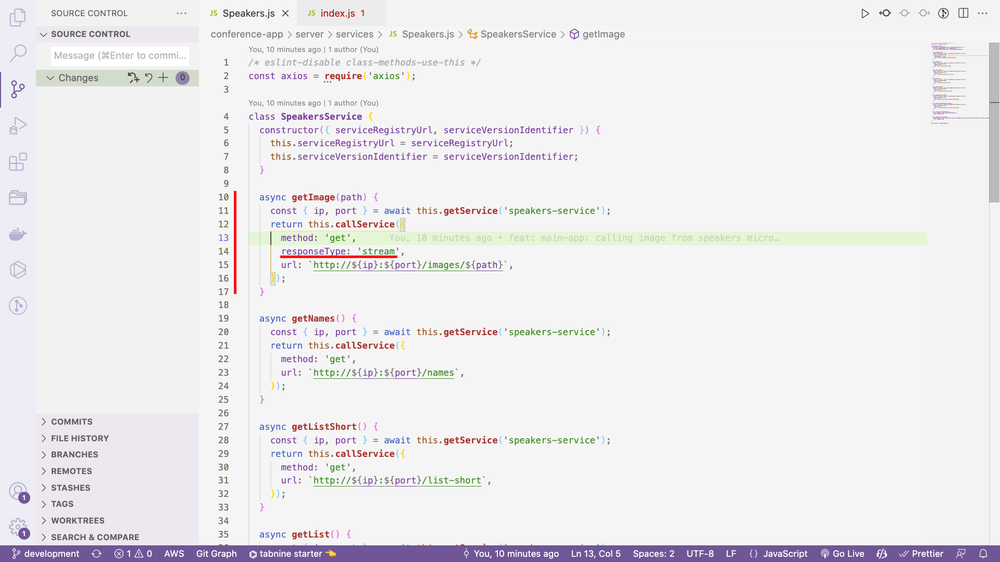 SOURCE CONTROL
JS Speakers.js
JS index.js 1
SOURCE CONTROL
conference-app > server > services > JS Speakers.js > SpeakersService > getImage
Message (⌘Enter to commi...
Changes 0
You, 10 minutes ago | 1 author (You)
1 /* eslint-disable class-methods-use-this */
2 const axios = require('axios');
3
You, 10 minutes ago | 1 author (You)
4 class SpeakersService {
5 constructor({ serviceRegistryUrl, serviceVersionIdentifier }) {
6 this.serviceRegistryUrl = serviceRegistryUrl;
7 this.serviceVersionIdentifier = serviceVersionIdentifier;
8 }
9
10 async getImage(path) {
11 const { ip, port } = await this.getService('speakers-service');
12 return this.callService({
13 method: 'get', You, 10 minutes ago • feat: main-app: calling image from speakers micro…
14 responseType: 'stream',
15 url: `http://${ip}:${port}/images/${path}`,
16 });
17 }
18
19 async getNames() {
20 const { ip, port } = await this.getService('speakers-service');
21 return this.callService({
22 method: 'get',
23 url: `http://${ip}:${port}/names`,
24 });
25 }
26
27 async getListShort() {
28 const { ip, port } = await this.getService('speakers-service');
29 return this.callService({
30 method: 'get',
31 url: `http://${ip}:${port}/list-short`,
32 });
33 }
34
35 async getList() {
COMMITS
FILE HISTORY
BRANCHES
REMOTES
STASHES
TAGS
WORKTREES
SEARCH & COMPARE
1
1
development 1 0 AWS Git Graph tabnine starter You, 10 minutes ago Ln 13, Col 5 Spaces: 2 UTF-8 LF {} JavaScript Go Live Prettier